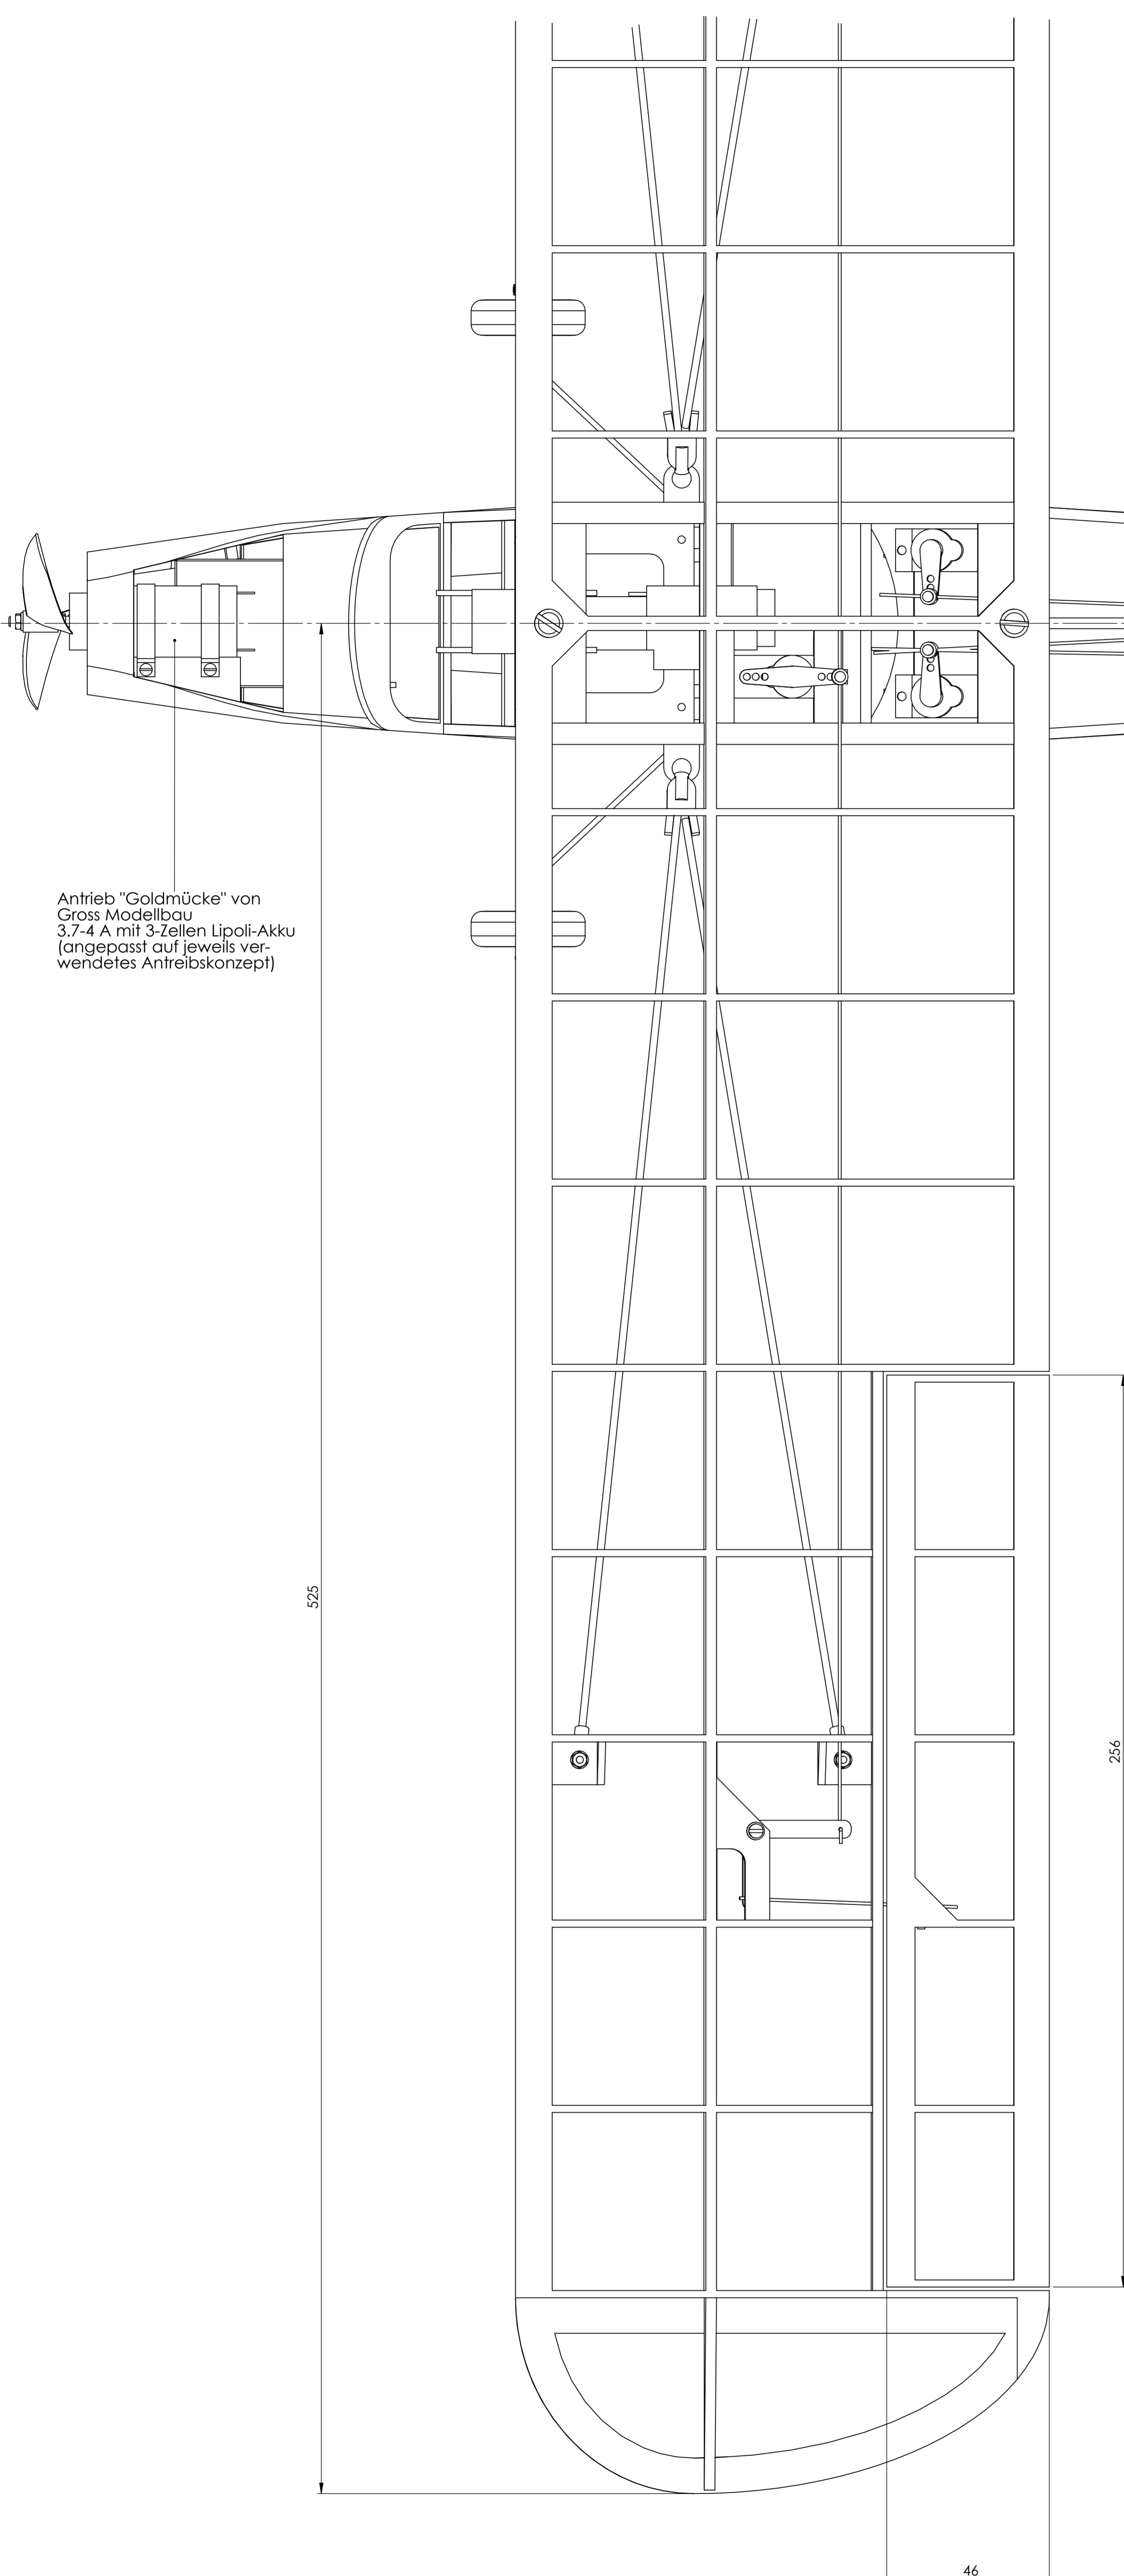 Antrieb "Goldmücke" von
Gross Modellbau
3.7-4 A mit 3-Zellen Lipoli-Akku
(angepasst auf jeweils ver-
wendetes Antreibskonzept)
525
256
46